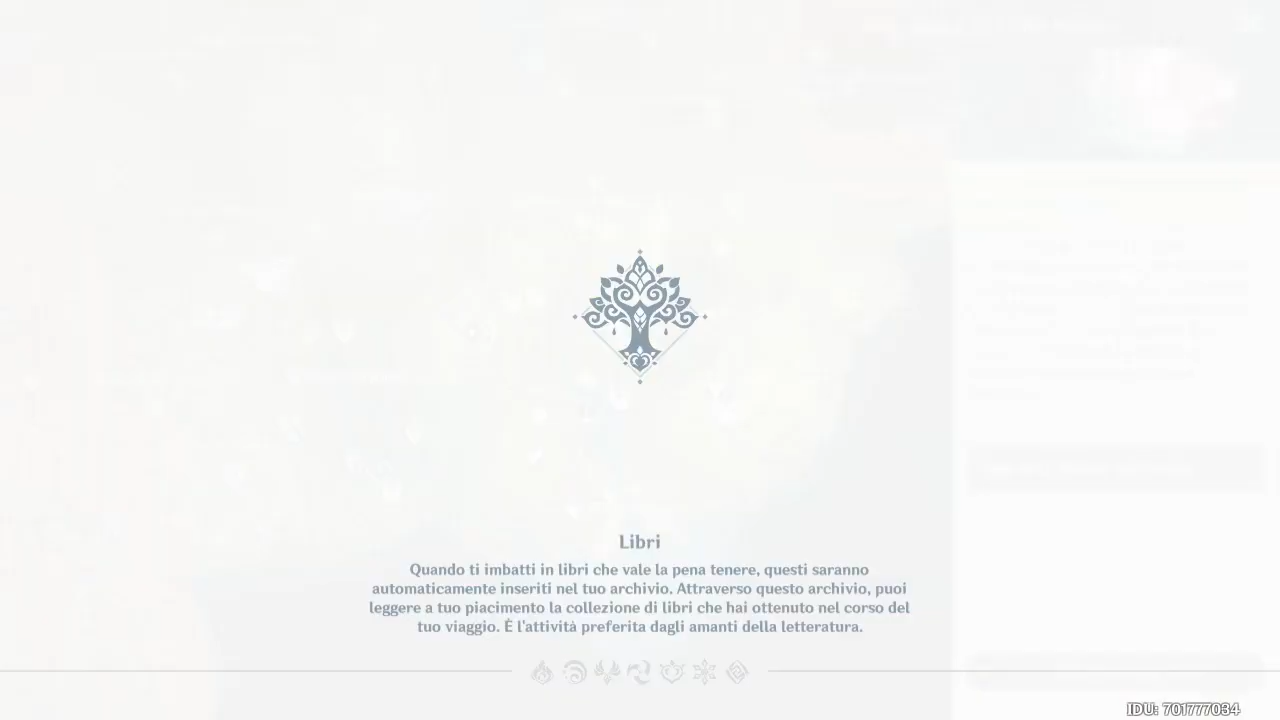 Libri
Quando ti imbatti in libri che vale la pena tenere, questi saranno
automaticamente inseriti nel tuo archivio. Attraverso questo archivio, puoi
leggere a tuo piacimento la collezione di libri che hai ottenuto nel corso del
tuo viaggio. È l'attività preferita dagli amanti della letteratura.
IDU: 701777034